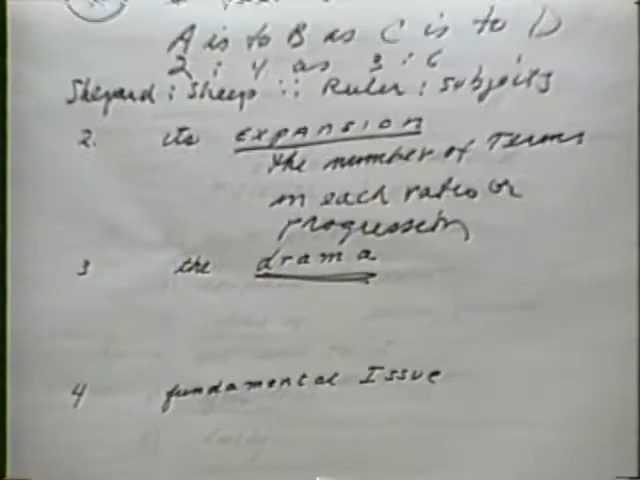 A is to B as C is to D
2 : 4 as 3 : 6
Shepard : Sheep :: Ruler : Subjects
2. its EXPANSION
the number of Terms
in each ratio or
progression
3 the drama
4 fundamental Issue